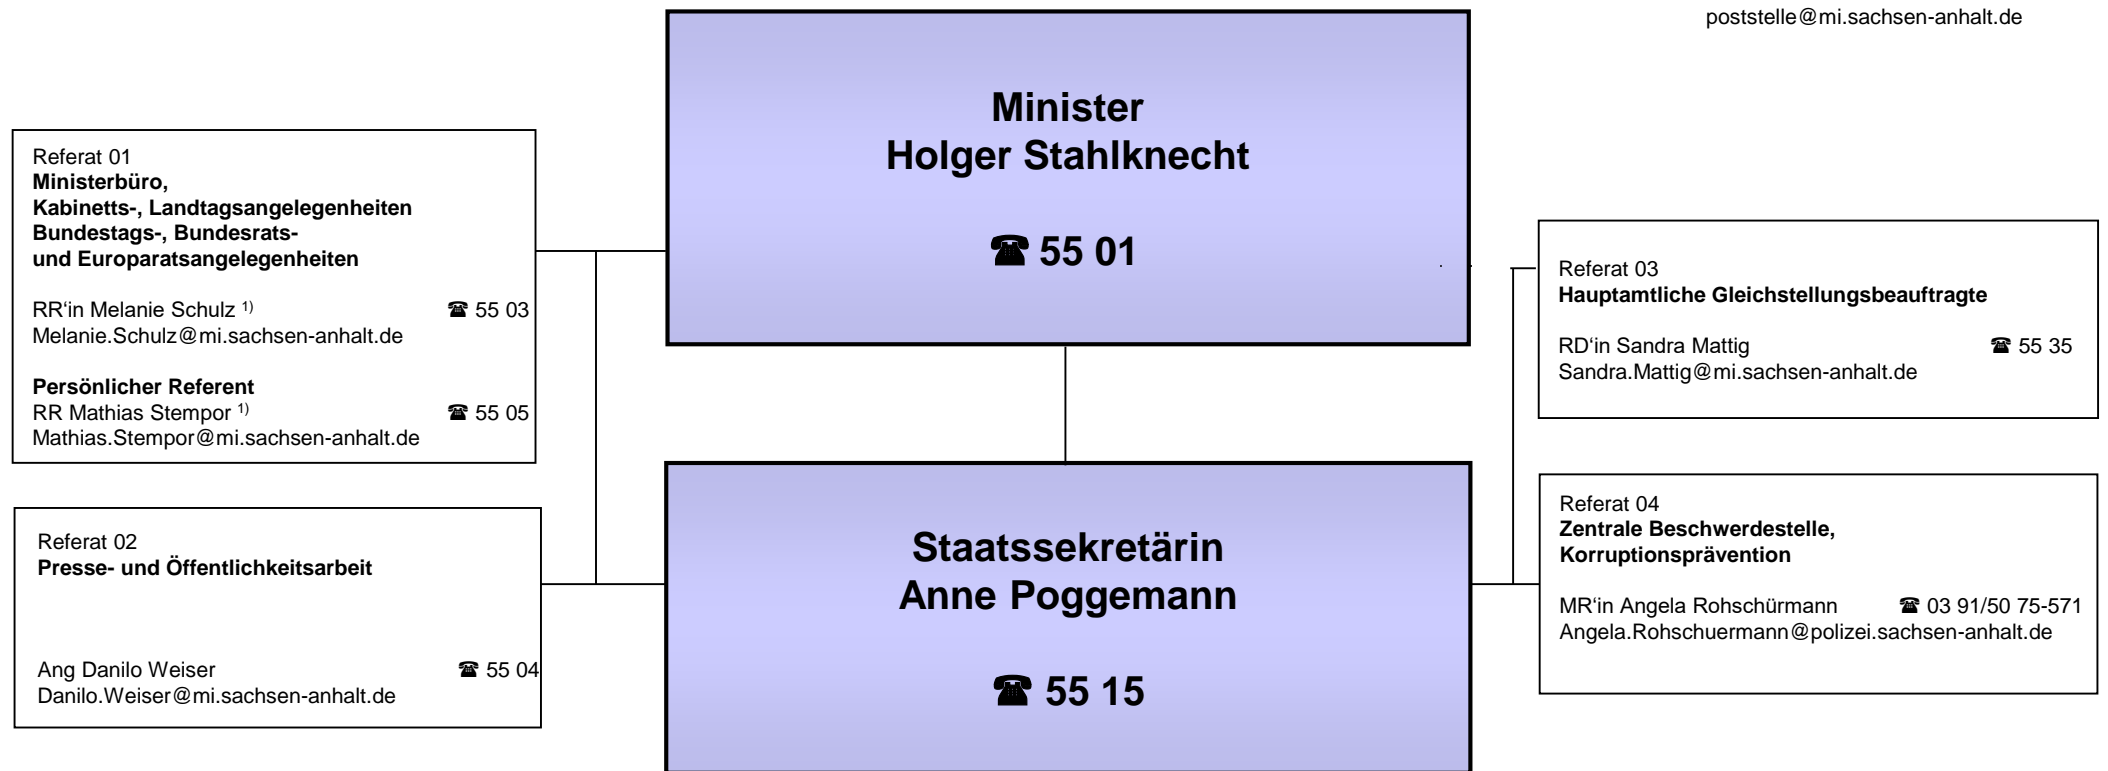 poststelle@mi.sachsen-anhalt.de
Minister
Holger Stahlknecht
☎ 55 01
Referat 01
Ministerbüro,
Kabinetts-, Landtagsangelegenheiten
Bundestags-, Bundesrats-
und Europaratsangelegenheiten
RR‘in Melanie Schulz 1) ☎ 55 03
Melanie.Schulz@mi.sachsen-anhalt.de
Persönlicher Referent
RR Mathias Stempor 1) ☎ 55 05
Mathias.Stempor@mi.sachsen-anhalt.de
Referat 03
Hauptamtliche Gleichstellungsbeauftragte
RD‘in Sandra Mattig ☎ 55 35
Sandra.Mattig@mi.sachsen-anhalt.de
Referat 02
Presse- und Öffentlichkeitsarbeit
Ang Danilo Weiser ☎ 55 04
Danilo.Weiser@mi.sachsen-anhalt.de
Staatssekretärin
Anne Poggemann
☎ 55 15
Referat 04
Zentrale Beschwerdestelle,
Korruptionsprävention
MR‘in Angela Rohschürmann ☎ 03 91/50 75-571
Angela.Rohschuermann@polizei.sachsen-anhalt.de